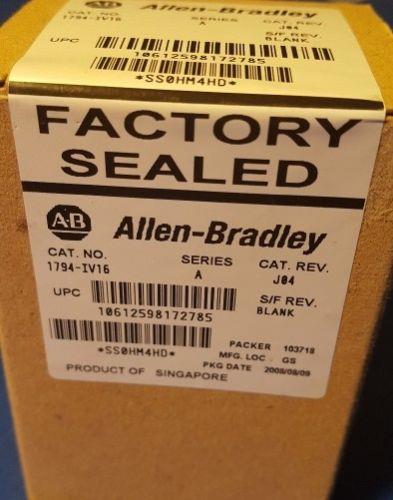 A-B Allen-Bradley
CAT. NO. SERIES CAT. REV.
1794-IV16 A J04
UPC S/F REV.
BLANK
10612598172785
*SS0HM4HD*
FACTORY
SEALED
A-B Allen-Bradley
CAT. NO. SERIES CAT. REV.
1794-IV16 A J04
UPC S/F REV.
BLANK
10612598172785
PACKER 103718
*SS0HM4HD* MFG. LOC GS
PKG DATE 2008/08/09
PRODUCT OF SINGAPORE